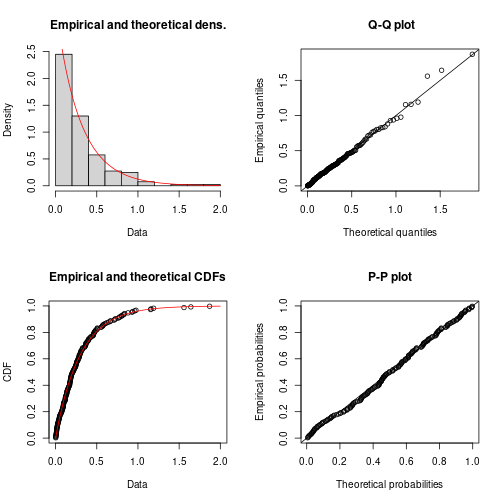 Empirical and theoretical dens.
Density
0.0 0.5 1.0 1.5 2.0 2.5
0.0 0.5 1.0 1.5 2.0
Data
Q-Q plot
Empirical quantiles
0.0 0.5 1.0 1.5
0.0 0.5 1.0 1.5
Theoretical quantiles
Empirical and theoretical CDFs
CDF
0.0 0.2 0.4 0.6 0.8 1.0
0.0 0.5 1.0 1.5 2.0
Data
P-P plot
Empirical probabilities
0.0 0.2 0.4 0.6 0.8 1.0
0.0 0.2 0.4 0.6 0.8 1.0
Theoretical probabilities